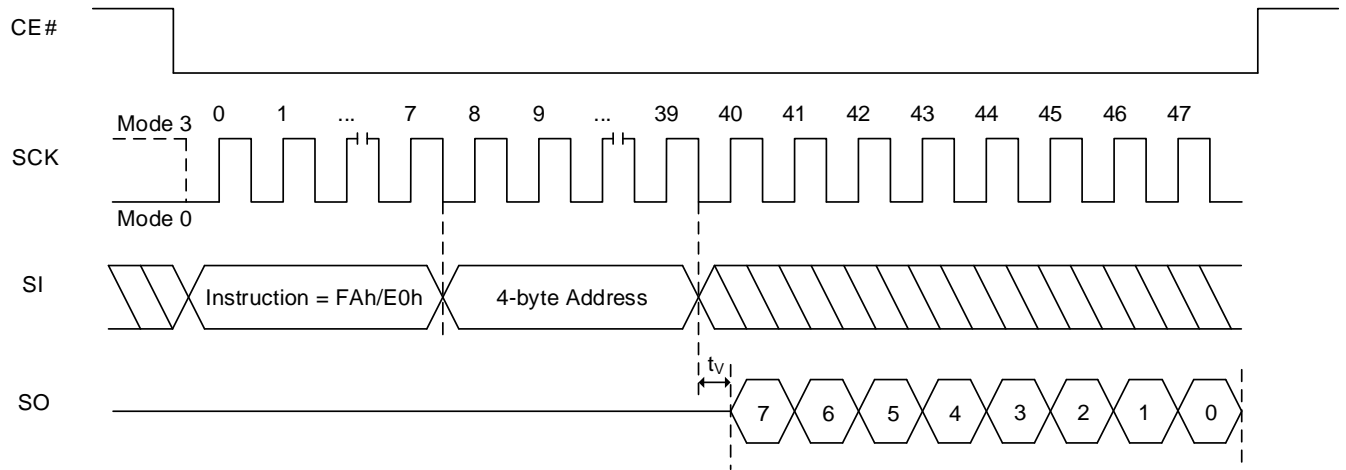 CE#
Mode 3
0 1 ... 7 8 9 ... 39 40 41 42 43 44 45 46 47
SCK
Mode 0
SI
Instruction = FAh/E0h
4-byte Address
tV
SO
7 6 5 4 3 2 1 0